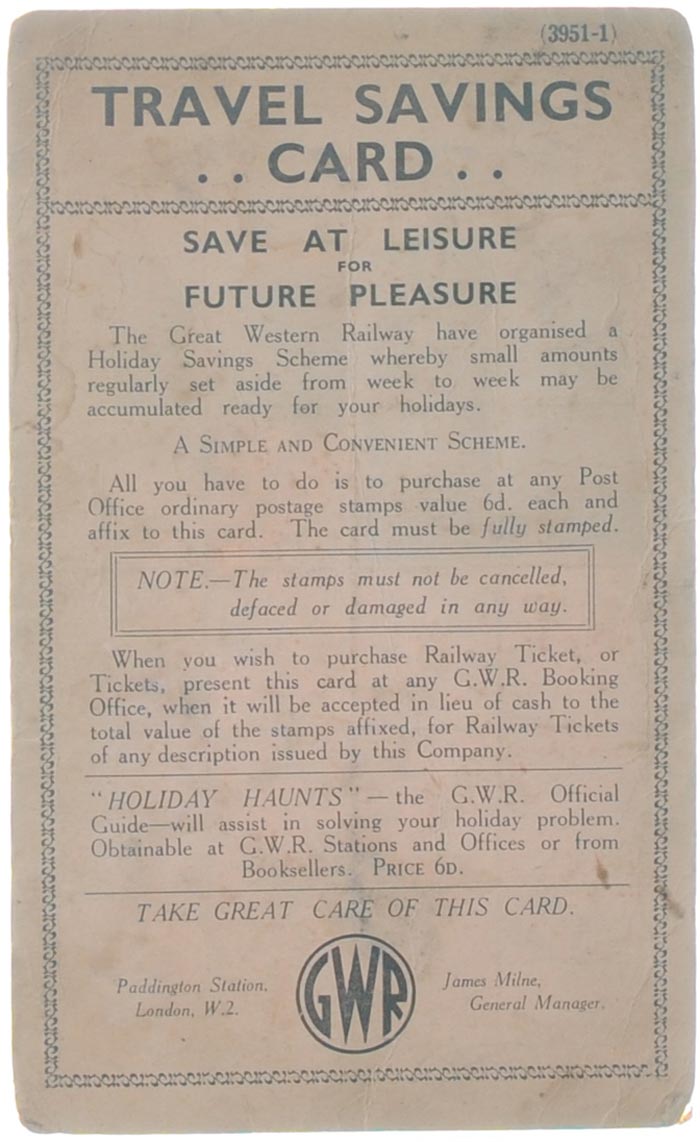 (3951-1)
TRAVEL SAVINGS
. . CARD . .
SAVE AT LEISURE
FOR
FUTURE PLEASURE
The Great Western Railway have organised a
Holiday Savings Scheme whereby small amounts
regularly set aside from week to week may be
accumulated ready for your holidays.
A SIMPLE AND CONVENIENT SCHEME.
All you have to do is to purchase at any Post
Office ordinary postage stamps value 6d. each and
affix to this card. The card must be fully stamped.
NOTE.—The stamps must not be cancelled,
defaced or damaged in any way.
When you wish to purchase Railway Ticket, or
Tickets, present this card at any G.W.R. Booking
Office, when it will be accepted in lieu of cash to the
total value of the stamps affixed, for Railway Tickets
of any description issued by this Company.
"HOLIDAY HAUNTS"—the G.W.R. Official
Guide—will assist in solving your holiday problem.
Obtainable at G.W.R. Stations and Offices or from
Booksellers. PRICE 6D.
TAKE GREAT CARE OF THIS CARD.
Paddington Station,
London, W.2.
GWR
James Milne,
General Manager.